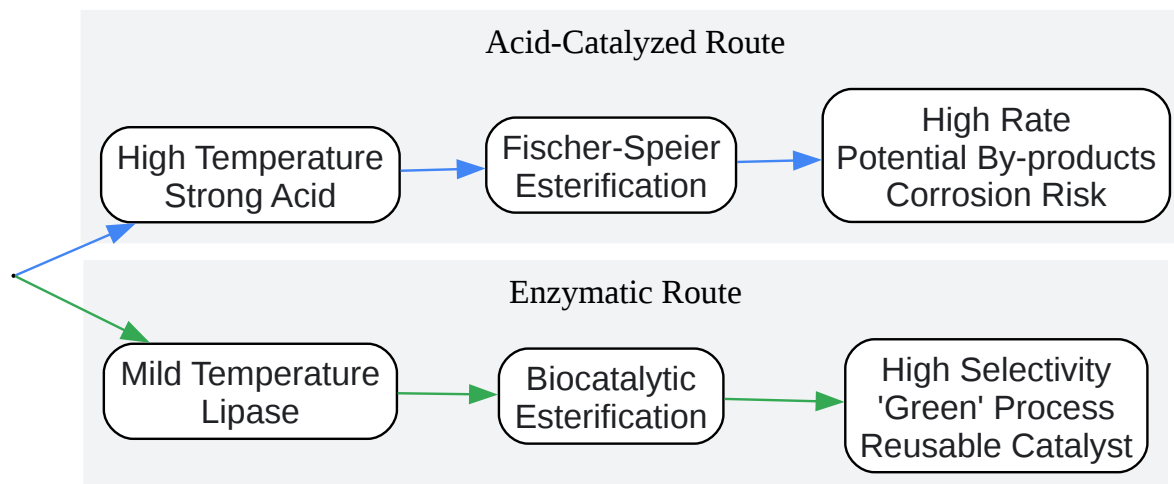 Acid-Catalyzed Route
High Temperature
Strong Acid
Fischer-Speier
Esterification
High Rate
Potential By-products
Corrosion Risk
Enzymatic Route
Mild Temperature
Lipase
Biocatalytic
Esterification
High Selectivity
'Green' Process
Reusable Catalyst